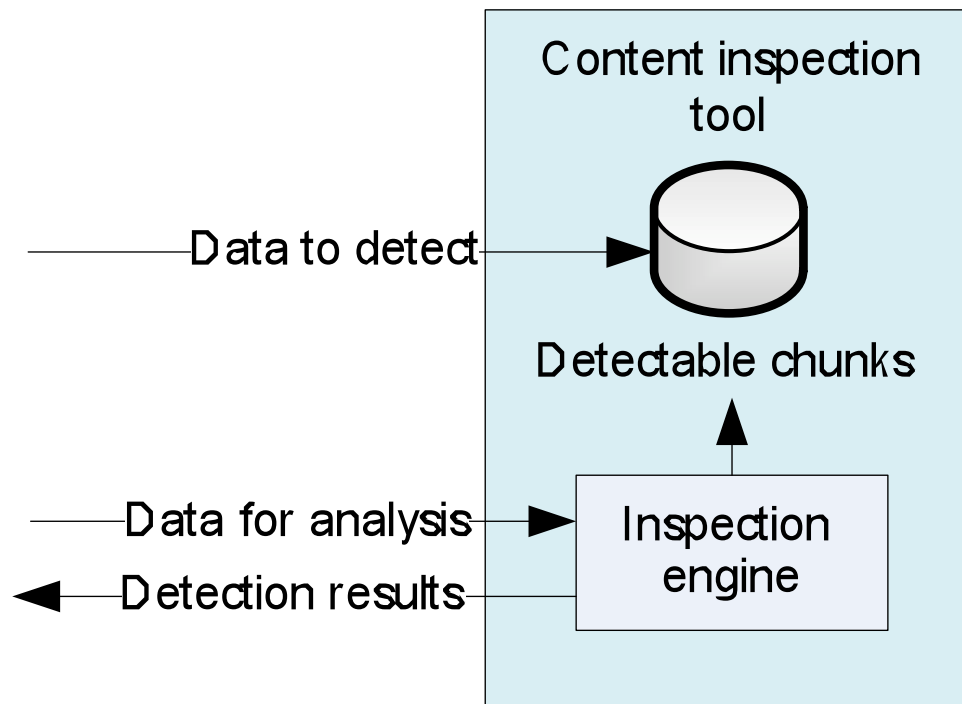 Content inspection
tool
Data to detect
Detectable chunks
Data for analysis
Inspection
engine
Detection results